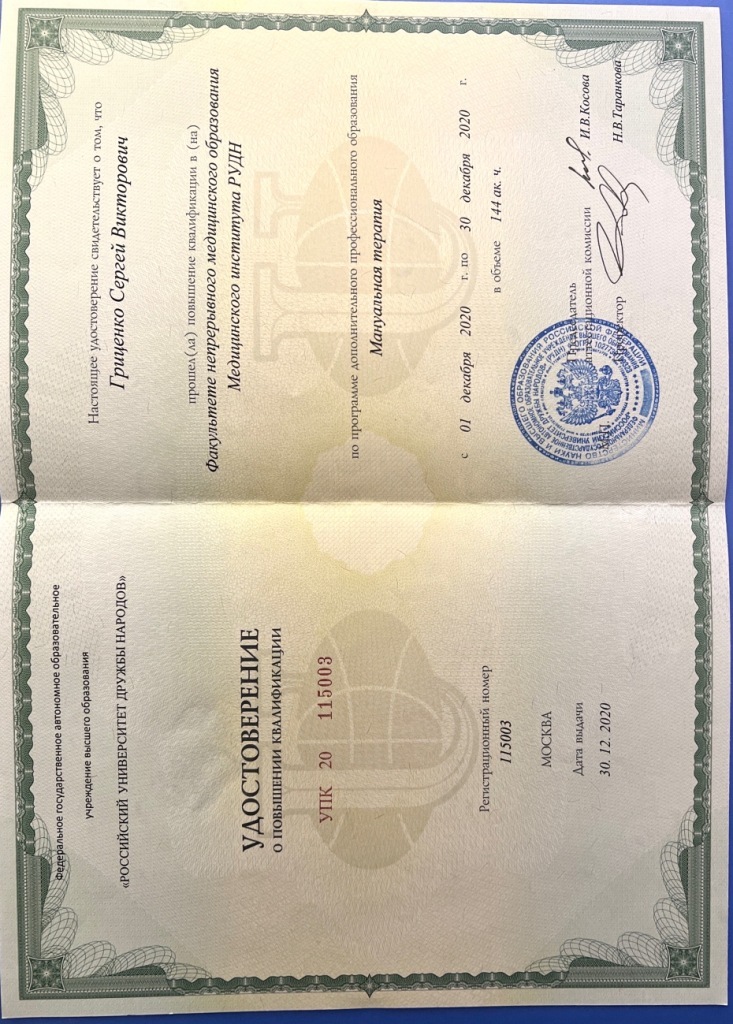 Федеральное государственное автономное образовательное
учреждение высшего образования
«РОССИЙСКИЙ УНИВЕРСИТЕТ ДРУЖБЫ НАРОДОВ»
УДОСТОВЕРЕНИЕ
О ПОВЫШЕНИИ КВАЛИФИКАЦИИ
УПК 20 115003
Регистрационный номер
115003
МОСКВА
Дата выдачи
30. 12. 2020
Настоящее удостоверение свидетельствует о том, что
Гриценко Сергей Викторович
прошел(ла) повышение квалификации в (на)
Факультете непрерывного медицинского образования
Медицинского института РУДН
по программе дополнительного профессионального образования
Мануальная терапия
с 01 декабря 2020 г. по 30 декабря 2020 г.
в объеме 144 ак. ч.
Председатель
аттестационной комиссии И.В.Косова
М.П.
Проректор Н.В.Таранкова